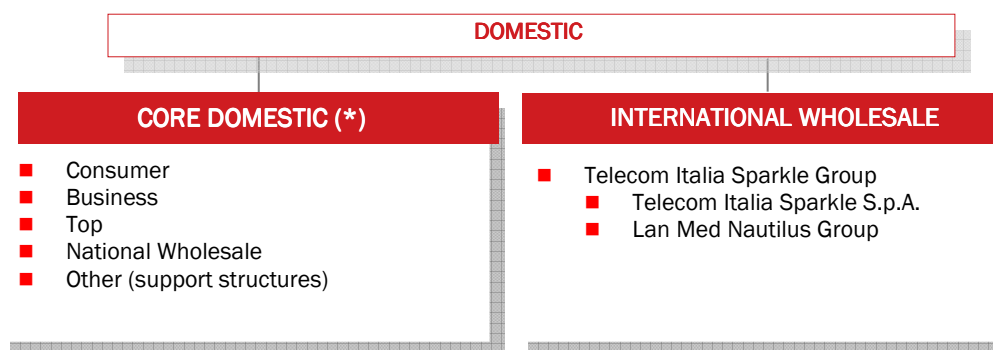 DOMESTIC
CORE DOMESTIC (*)
Consumer
Business
Top
National Wholesale
Other (support structures)
INTERNATIONAL WHOLESALE
Telecom Italia Sparkle Group
Telecom Italia Sparkle S.p.A.
Lan Med Nautilus Group